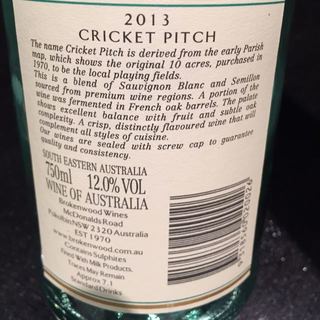 2013
CRICKET PITCH
The name Cricket Pitch is derived from the early Parish
map, which shows the original 10 acres, purchased in
1970, to be the local playing fields.
This is a blend of Sauvignon Blanc and Semillon
sourced from premium wine regions. A portion of the
wine was fermented in French oak barrels. The palate
shows excellent balance with fruit and subtle oak
complexity. A crisp, distinctly flavoured wine that will
complement all styles of cuisine.
Our wines are sealed with screw cap to guarantee
quality and consistency.
SOUTH EASTERN AUSTRALIA
750ml 12.0% VOL
WINE OF AUSTRALIA
Brokenwood Wines
McDonalds Road
Pokolbin NSW 2320 Australia
EST 1970
www.brokenwood.com.au
Contains Sulphites
Fined With Milk Products.
Traces May Remain
Approx 7.1
Standard Drinks